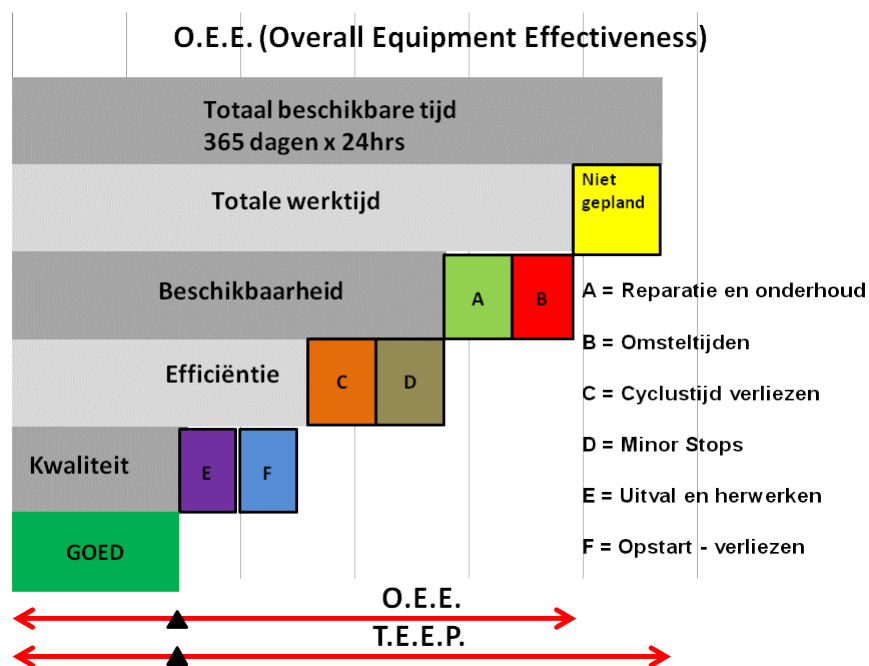 O.E.E. (Overall Equipment Effectiveness)
Totaal beschikbare tijd
365 dagen x 24hrs
Totale werktijd
Niet
gepland
Beschikbaarheid
A
B
A = Reparatie en onderhoud
B = Omsteltijden
Efficiëntie
C
D
C = Cyclustijd verliezen
D = Minor Stops
Kwaliteit
E
F
E = Uitval en herwerken
GOED
F = Opstart - verliezen
O.E.E.
T.E.E.P.